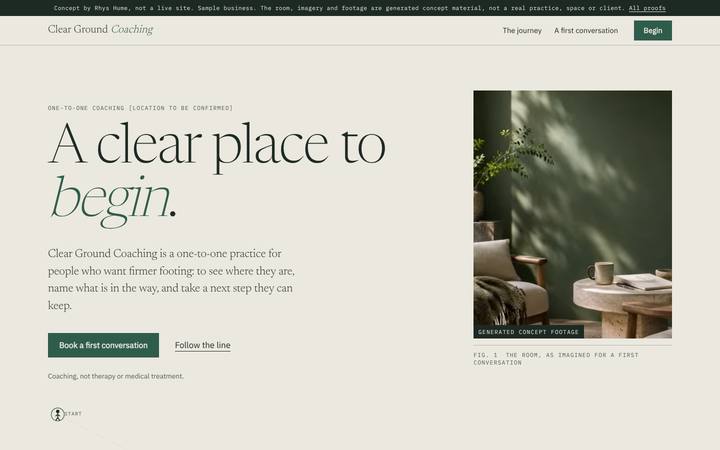 Concept by Rhys Hume, not a live site. Sample business. The room, imagery and footage are generated concept material, not a real practice, space or client. All proofs
Clear Ground Coaching
The journey
A first conversation
Begin
ONE-TO-ONE COACHING [LOCATION TO BE CONFIRMED]
A clear place to
begin.
Clear Ground Coaching is a one-to-one practice for
people who want firmer footing: to see where they are,
name what is in the way, and take a next step they can
keep.
Book a first conversation
Follow the line
Coaching, not therapy or medical treatment.
START
GENERATED CONCEPT FOOTAGE
FIG. 1 THE ROOM, AS IMAGINED FOR A FIRST
CONVERSATION